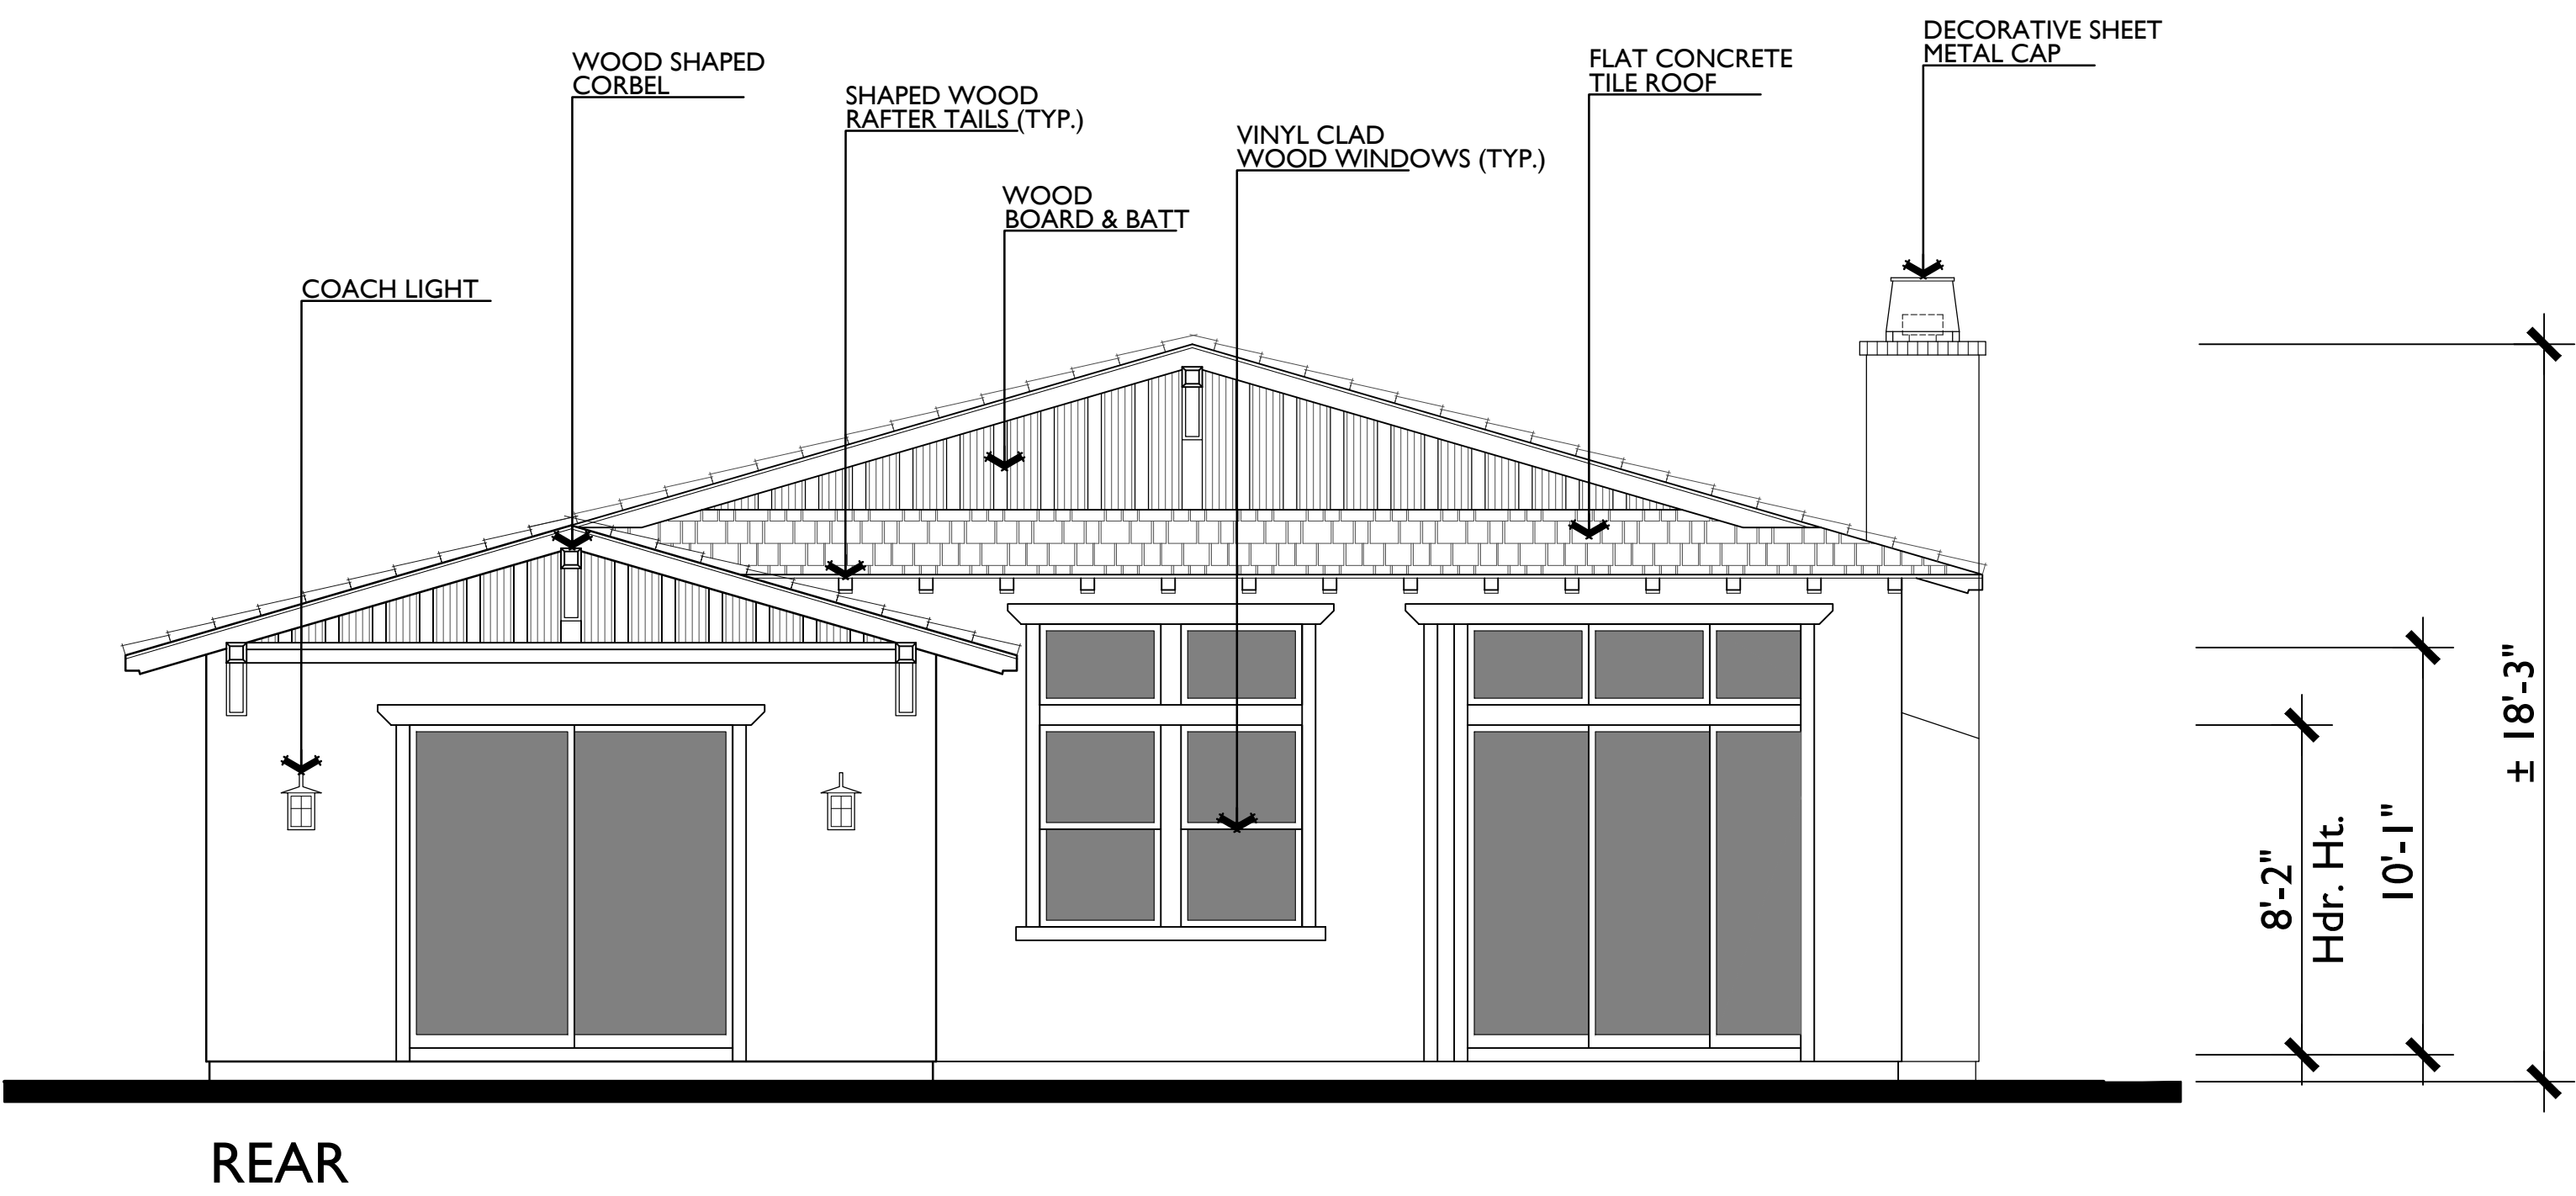 DECORATIVE SHEET
METAL CAP
WOOD SHAPED
CORBEL
FLAT CONCRETE
TILE ROOF
SHAPED WOOD
RAFTER TAILS (TYP.)
VINYL CLAD
WOOD WINDOWS (TYP.)
WOOD
BOARD & BATT
COACH LIGHT
8'-2"
Hdr. Ht.
10'-1"
± 18'-3"
REAR